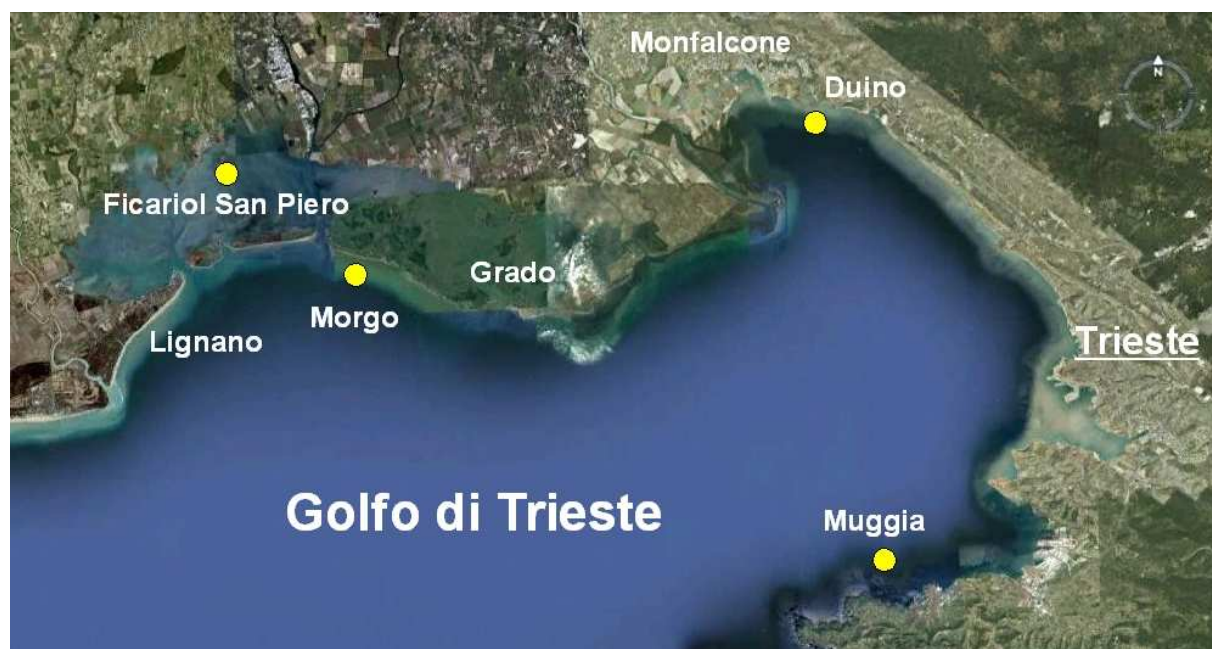 Monfalcone
Duino
N
Ficariol San Piero
Grado
Morgo
Lignano
Trieste
Golfo di Trieste
Muggia